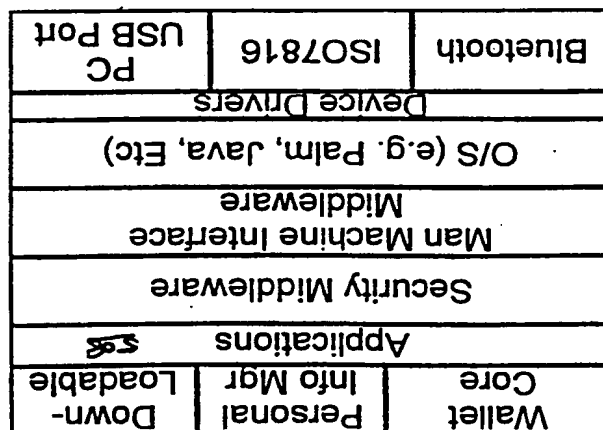 Wallet Core
Personal Info Mgr
Down-Loadable
Applications
Security Middleware
Man Machine Interface
Middleware
O/S (e.g. Palm, Java, Etc)
Device Drivers
Bluetooth
ISO7816
PC
USB Port